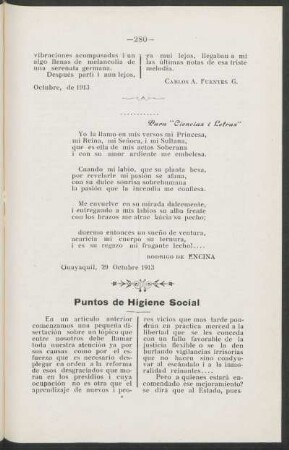 —280—
vibraciones acompasadas i un
algo llenas de melancolía de
una serenata germana.
Después partí i aun lejos,
Octubre, de 1913
ya mui lejos, llegaban a mi
las últimas notas de esa triste
melodía.
CARLOS A. FUENTES G.
Para "Ciencias i Letras"
Yo la llamo en mis versos mi Princesa,
mi Reina, mi Señora, i mi Sultana,
que es ella de mis actos Soberana
i con su amor ardiente me embelesa.
Cuando mi labio, que su planta besa,
por revelarle mi pasión se afana,
con su dulce sonrisa sobrehumana
la pasión que la incendia me confiesa.
Me envuelve en su mirada dulcemente,
i entregando a mis labios su alba frente
con los brazos me atrae hácia su pecho;
duermo entonces un sueño de ventura,
acaricia mi cuerpo su ternura,
i es su regazo mi fragante lecho!....
RODRIGO DE ENCINA
Guayaquil, 29 Octubre 1913
Puntos de Higiene Social
En un artículo anterior
comenzamos una pequeña di-
sertación sobre un tópico que
entre nosotros debe llamar
toda nuestra atención ya por
sus causas como por el es-
fuerzo que es necesario des-
plegar en orden a la reforma
de esos desgraciados que mo-
ran en los presidios i cuya
ocupación no es otra que el
aprendizaje de nuevos i peo-
res vicios que mas tarde pon-
dran en práctica merced a la
libertad que se les conceda
con un fallo favorable de la
justicia flexible o se la den
burlando vigilancias irrisorias
que no hacen sino coadyu-
var al escándalo i a la inmo-
ralidad reinantes....
Pero a quienes estará en-
comendado ese mejoramiento?
se dirá que al Estado, pues